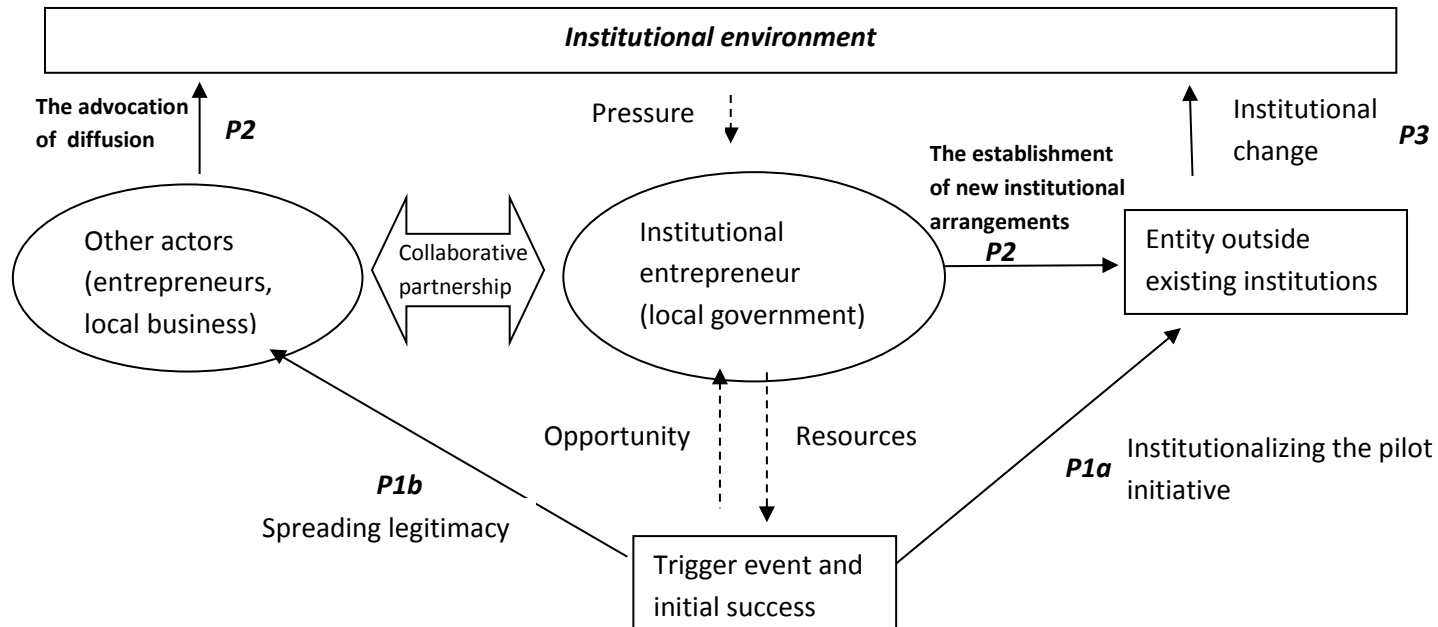 Institutional environment
The advocation
of diffusion
P2
Pressure
Institutional
change
P3
The establishment
of new institutional
arrangements
P2
Other actors
(entrepreneurs,
local business)
Collaborative
partnership
Institutional
entrepreneur
(local government)
Entity outside
existing institutions
Opportunity
Resources
P1b
Spreading legitimacy
P1a
Institutionalizing the pilot
initiative
Trigger event and
initial success